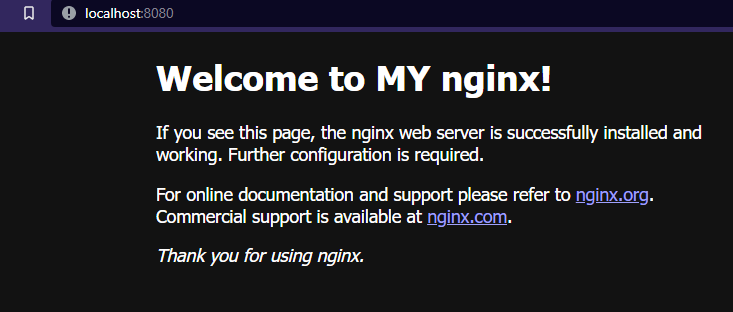 localhost:8080
Welcome to MY nginx!
If you see this page, the nginx web server is successfully installed and
working. Further configuration is required.
For online documentation and support please refer to nginx.org.
Commercial support is available at nginx.com.
Thank you for using nginx.